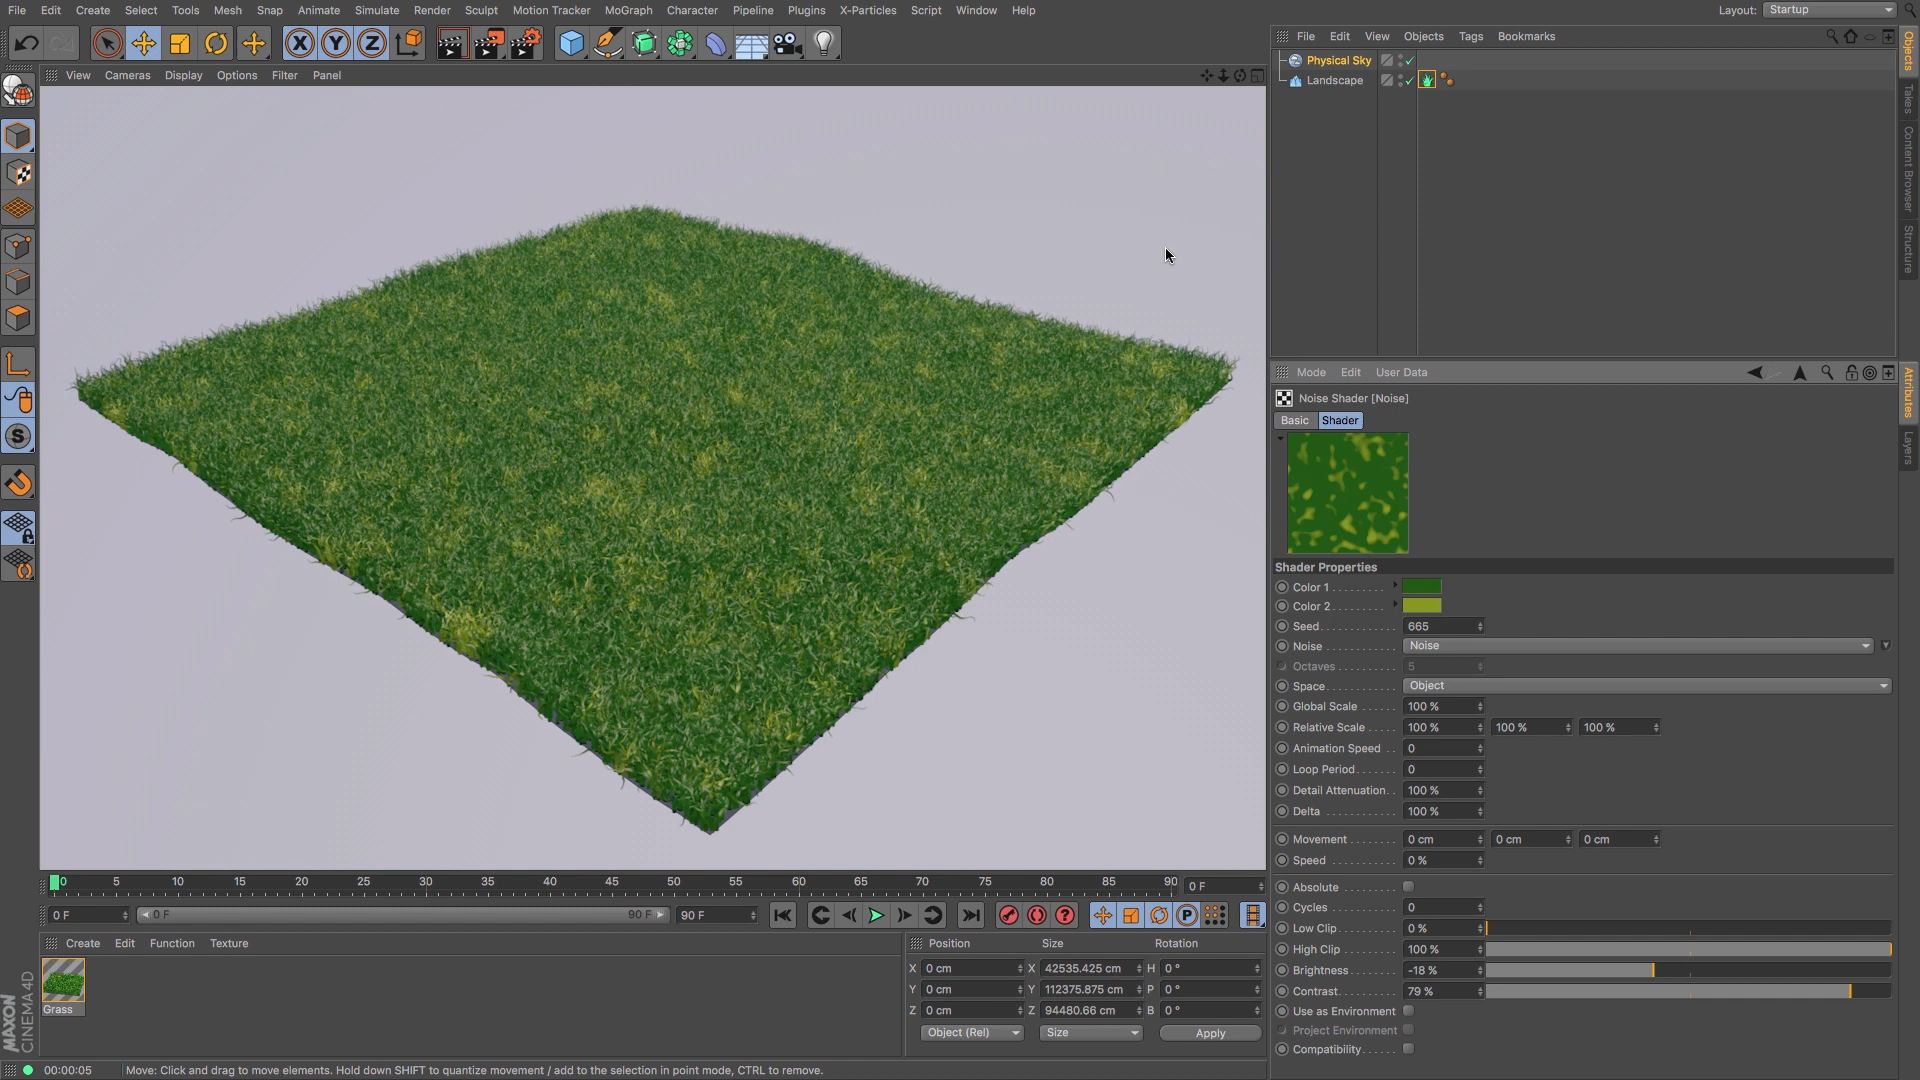 File Edit Create Select Tools Mesh Snap Animate Simulate Render Sculpt Motion Tracker MoGraph Character Pipeline Plugins X-Particles Script Window Help
Layout: Startup
File Edit View Objects Tags Bookmarks
View Cameras Display Options Filter Panel
Physical Sky
Landscape
Objects
Takes
Content Browser
Structure
Mode Edit User Data
Noise Shader [Noise]
Basic Shader
Attributes
Layers
Shader Properties
Color 1
Color 2
Seed 665
Noise Noise
Octaves 5
Space Object
Global Scale 100 %
Relative Scale 100 % 100 % 100 %
Animation Speed 0
Loop Period 0
Detail Attenuation 100 %
Delta 100 %
Movement 0 cm 0 cm 0 cm
Speed 0 %
Absolute
Cycles 0
Low Clip 0 %
High Clip 100 %
Brightness -18 %
Contrast 79 %
Use as Environment
Project Environment
Compatibility
0 5 10 15 20 25 30 35 40 45 50 55 60 65 70 75 80 85 90 0 F
0 F 0 F 90 F 90 F
Create Edit Function Texture
Grass
Position Size Rotation
X 0 cm X 42535.425 cm H 0 °
Y 0 cm Y 112375.875 cm P 0 °
Z 0 cm Z 94480.66 cm B 0 °
Object (Rel) Size Apply
MAXON
CINEMA 4D
00:00:05 Move: Click and drag to move elements. Hold down SHIFT to quantize movement / add to the selection in point mode, CTRL to remove.